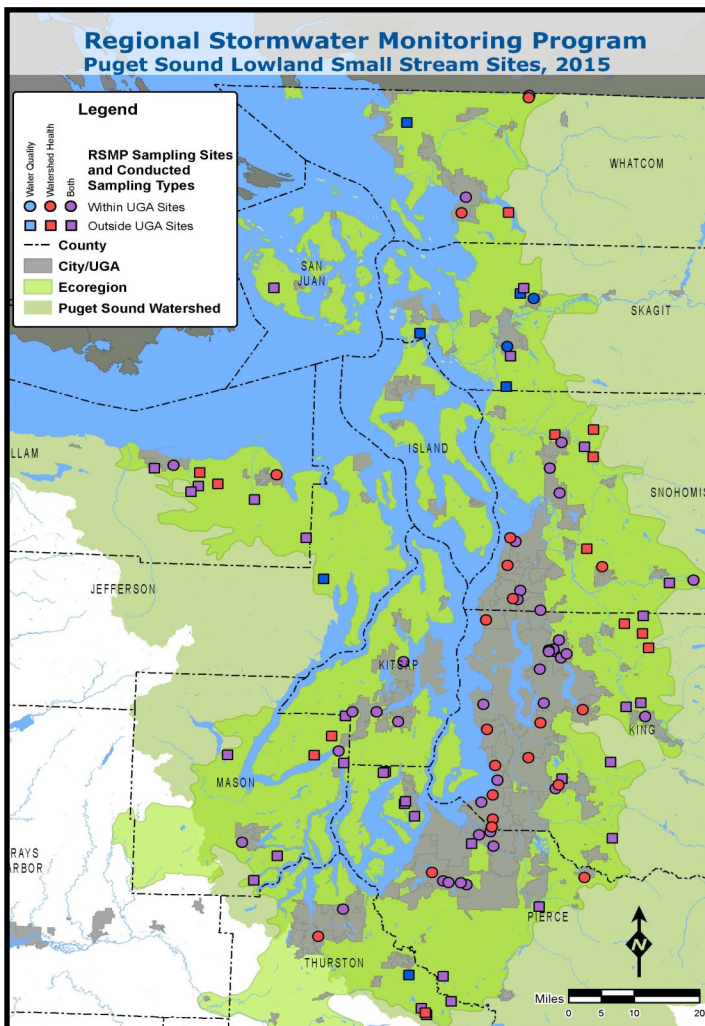 Regional Stormwater Monitoring Program
Puget Sound Lowland Small Stream Sites, 2015
Legend
Water Quality
Watershed Health
Both
RSMP Sampling Sites
and Conducted
Sampling Types
Within UGA Sites
Outside UGA Sites
County
City/UGA
Ecoregion
Puget Sound Watershed
WHATCOM
SAN
JUAN
SKAGIT
ISLAND
LLAM
SNOHOMIS
JEFFERSON
KITSAP
KING
MASON
RAYS
ARBOR
PIERCE
THURSTON
N
Miles
0 5 10 20